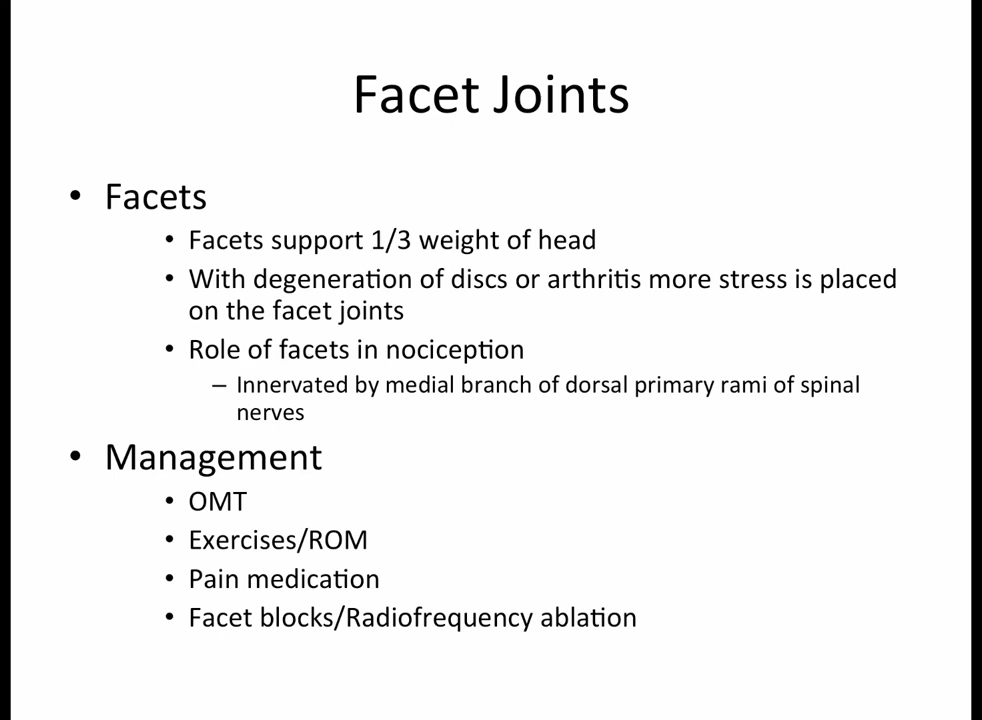 Facet Joints
• Facets
• Facets support 1/3 weight of head
• With degeneration of discs or arthritis more stress is placed
on the facet joints
• Role of facets in nociception
– Innervated by medial branch of dorsal primary rami of spinal
nerves
• Management
• OMT
• Exercises/ROM
• Pain medication
• Facet blocks/Radiofrequency ablation